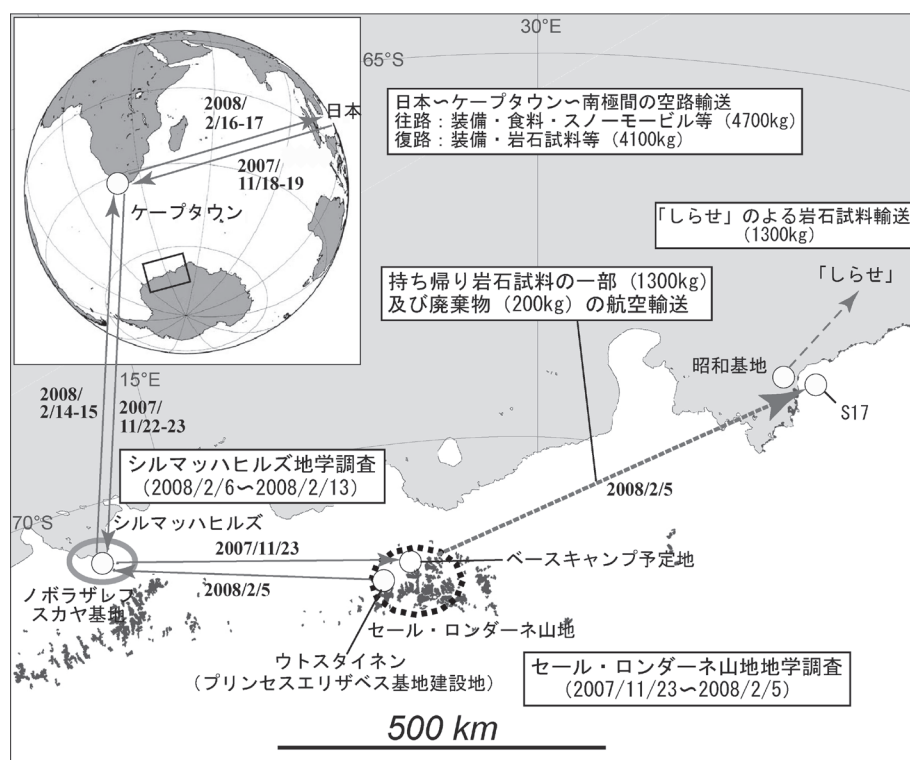 30°E
65°S
2008/
2/16-17
日本
2007/
11/18-19
ケープタウン
日本〜ケープタウン〜南極間の空路輸送
往路：装備・食料・スノーモービル等 (4700kg)
復路：装備・岩石試料等 (4100kg)
「しらせ」のよる岩石試料輸送
(1300kg)
持ち帰り岩石試料の一部 (1300kg)
及び廃棄物 (200kg) の航空輸送
「しらせ」
昭和基地
S17
15°E
2008/
2/14-15
2007/
11/22-23
2008/2/5
シルマッハヒルズ地学調査
(2008/2/6〜2008/2/13)
70°S
シルマッハヒルズ
2007/11/23
ベースキャンプ予定地
2008/2/5
ノボラザレフ
スカヤ基地
セール・ロンダーネ山地
ウトスタイネン
(プリンセスエリザベス基地建設地)
セール・ロンダーネ山地地学調査
(2007/11/23〜2008/2/5)
500 km